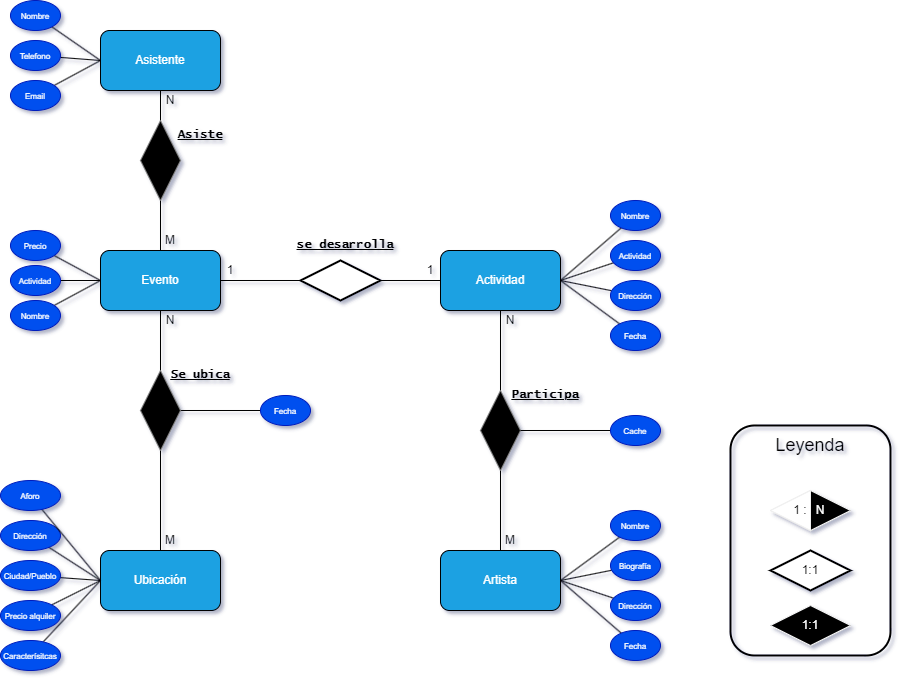 Nombre
Telefono
Email
Asistente
N
Asiste
M
Precio
Actividad
Nombre
Evento
1
se desarrolla
1
Actividad
Nombre
Actividad
Dirección
Fecha
N
Se ubica
Fecha
N
Participa
Cache
M
Aforo
Dirección
Ciudad/Pueblo
Precio alquiler
Caracterísitcas
Ubicación
M
Artista
Nombre
Biografía
Dirección
Fecha
Leyenda
1 : N
1:1
1:1